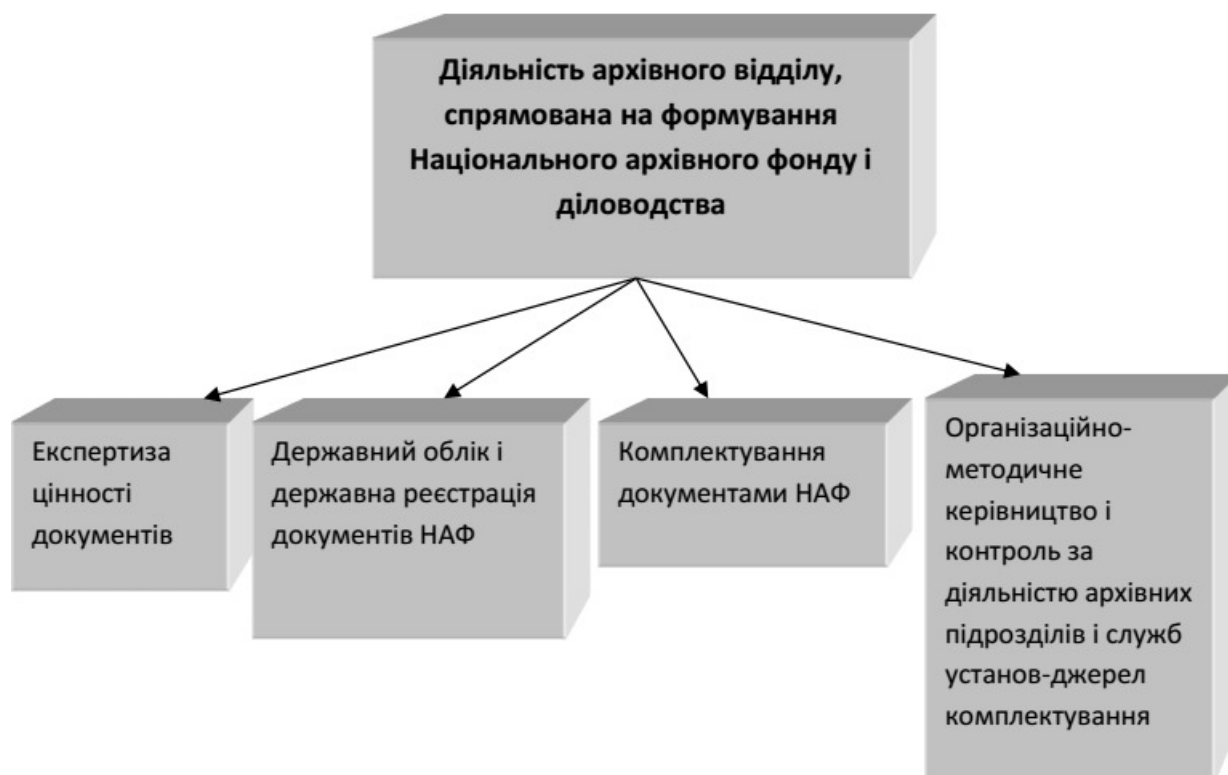 Діяльність архівного відділу,
спрямована на формування
Національного архівного фонду і
діловодства
Експертиза
цінності
документів
Державний облік і
державна реєстрація
документів НАФ
Комплектування
документами НАФ
Організаційно-
методичне
керівництво і
контроль за
діяльністю архівних
підрозділів і служб
установ-джерел
комплектування